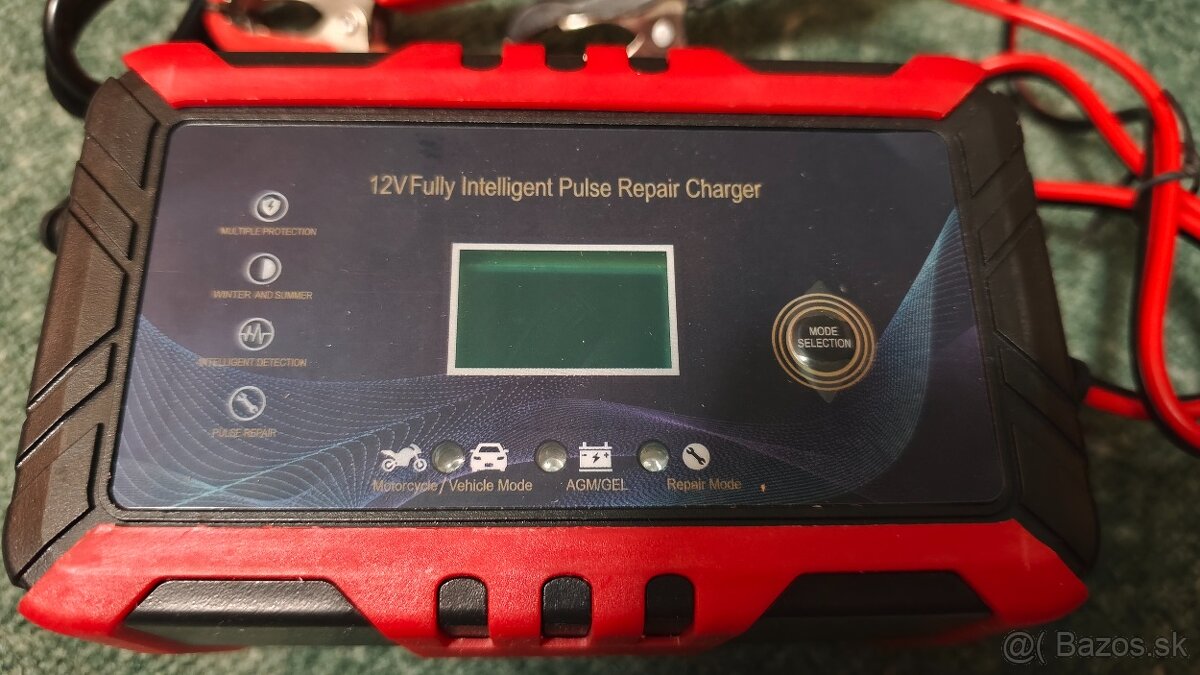 12V Fully Intelligent Pulse Repair Charger
MULTIPLE PROTECTION
WINTER AND SUMMER
INTELLIGENT DETECTION
PULSE REPAIR
MODE
SELECTION
Motorcycle / Vehicle Mode
AGM/GEL
Repair Mode
@( Bazos.sk